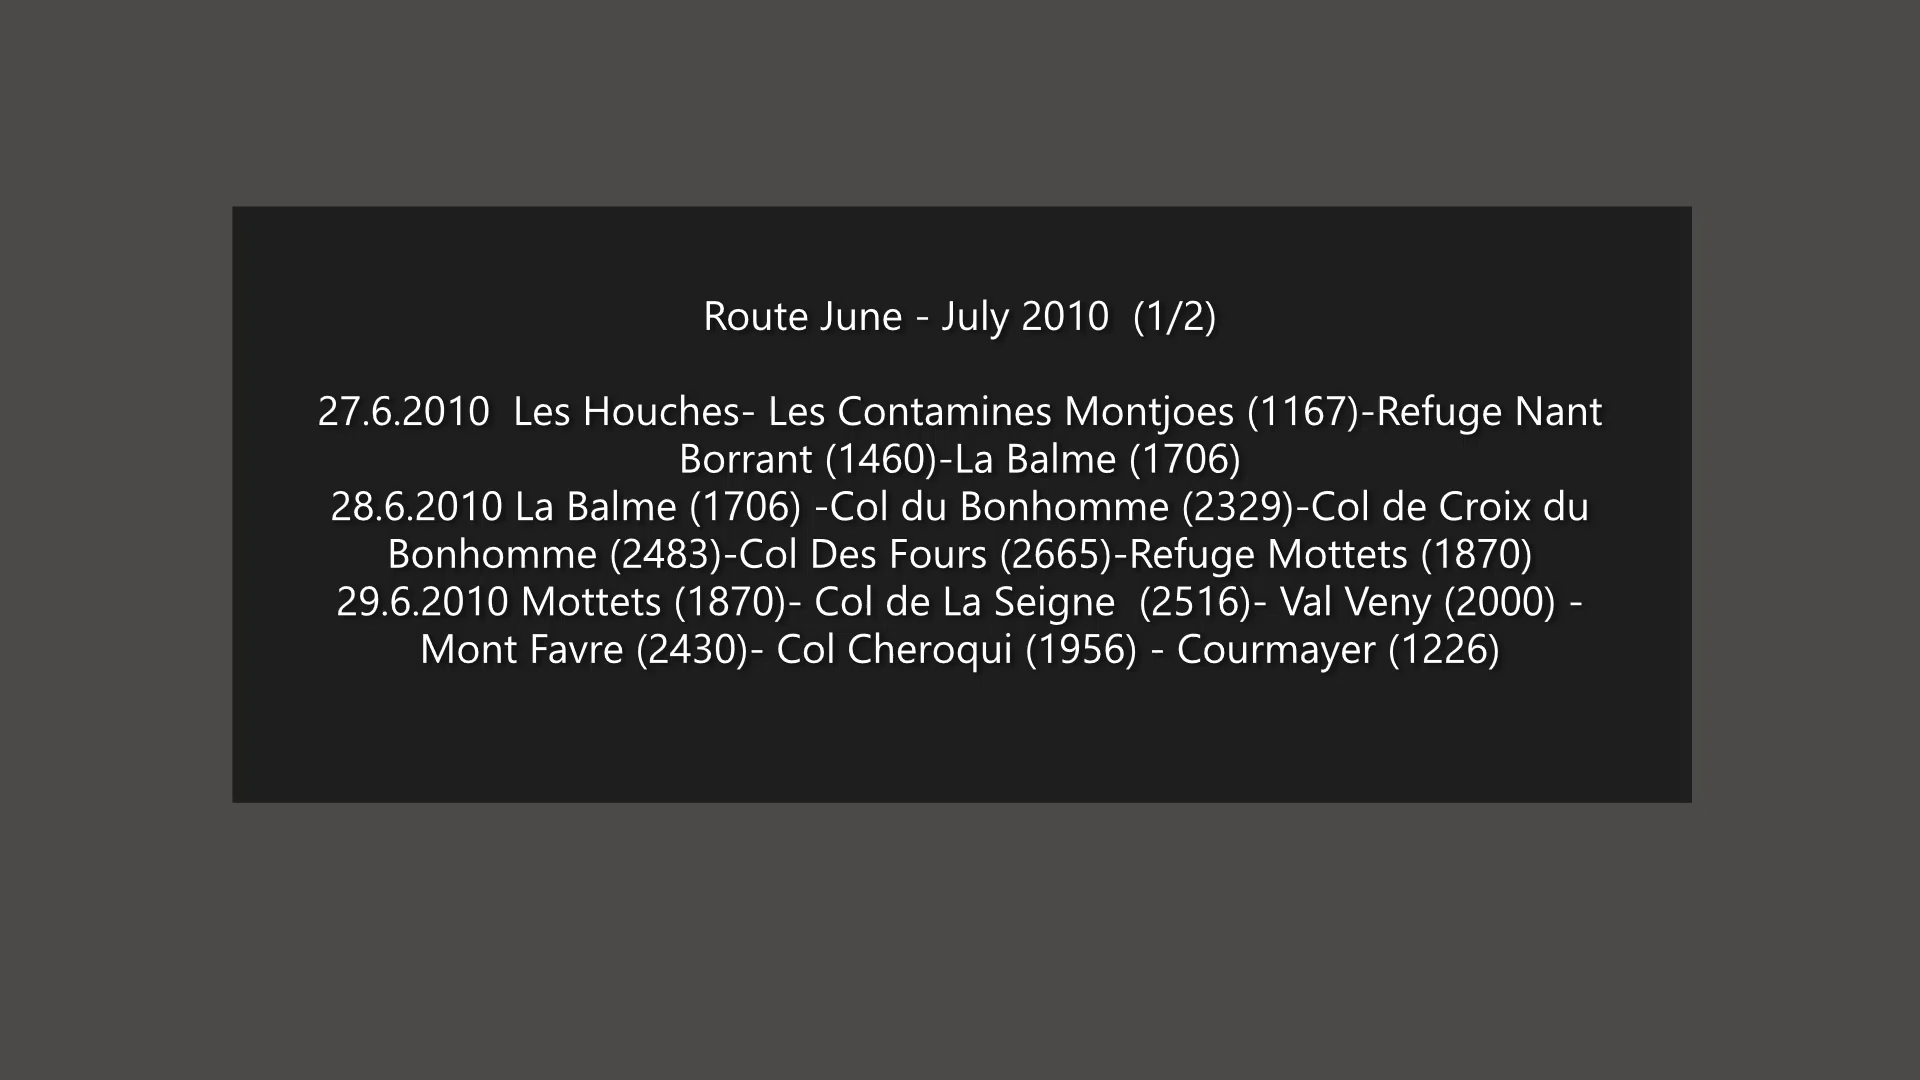 Route June - July 2010  (1/2)
27.6.2010  Les Houches- Les Contamines Montjoes (1167)-Refuge Nant
Borrant (1460)-La Balme (1706)
28.6.2010 La Balme (1706) -Col du Bonhomme (2329)-Col de Croix du
Bonhomme (2483)-Col Des Fours (2665)-Refuge Mottets (1870)
29.6.2010 Mottets (1870)- Col de La Seigne  (2516)- Val Veny (2000) -
Mont Favre (2430)- Col Cheroqui (1956) - Courmayer (1226)